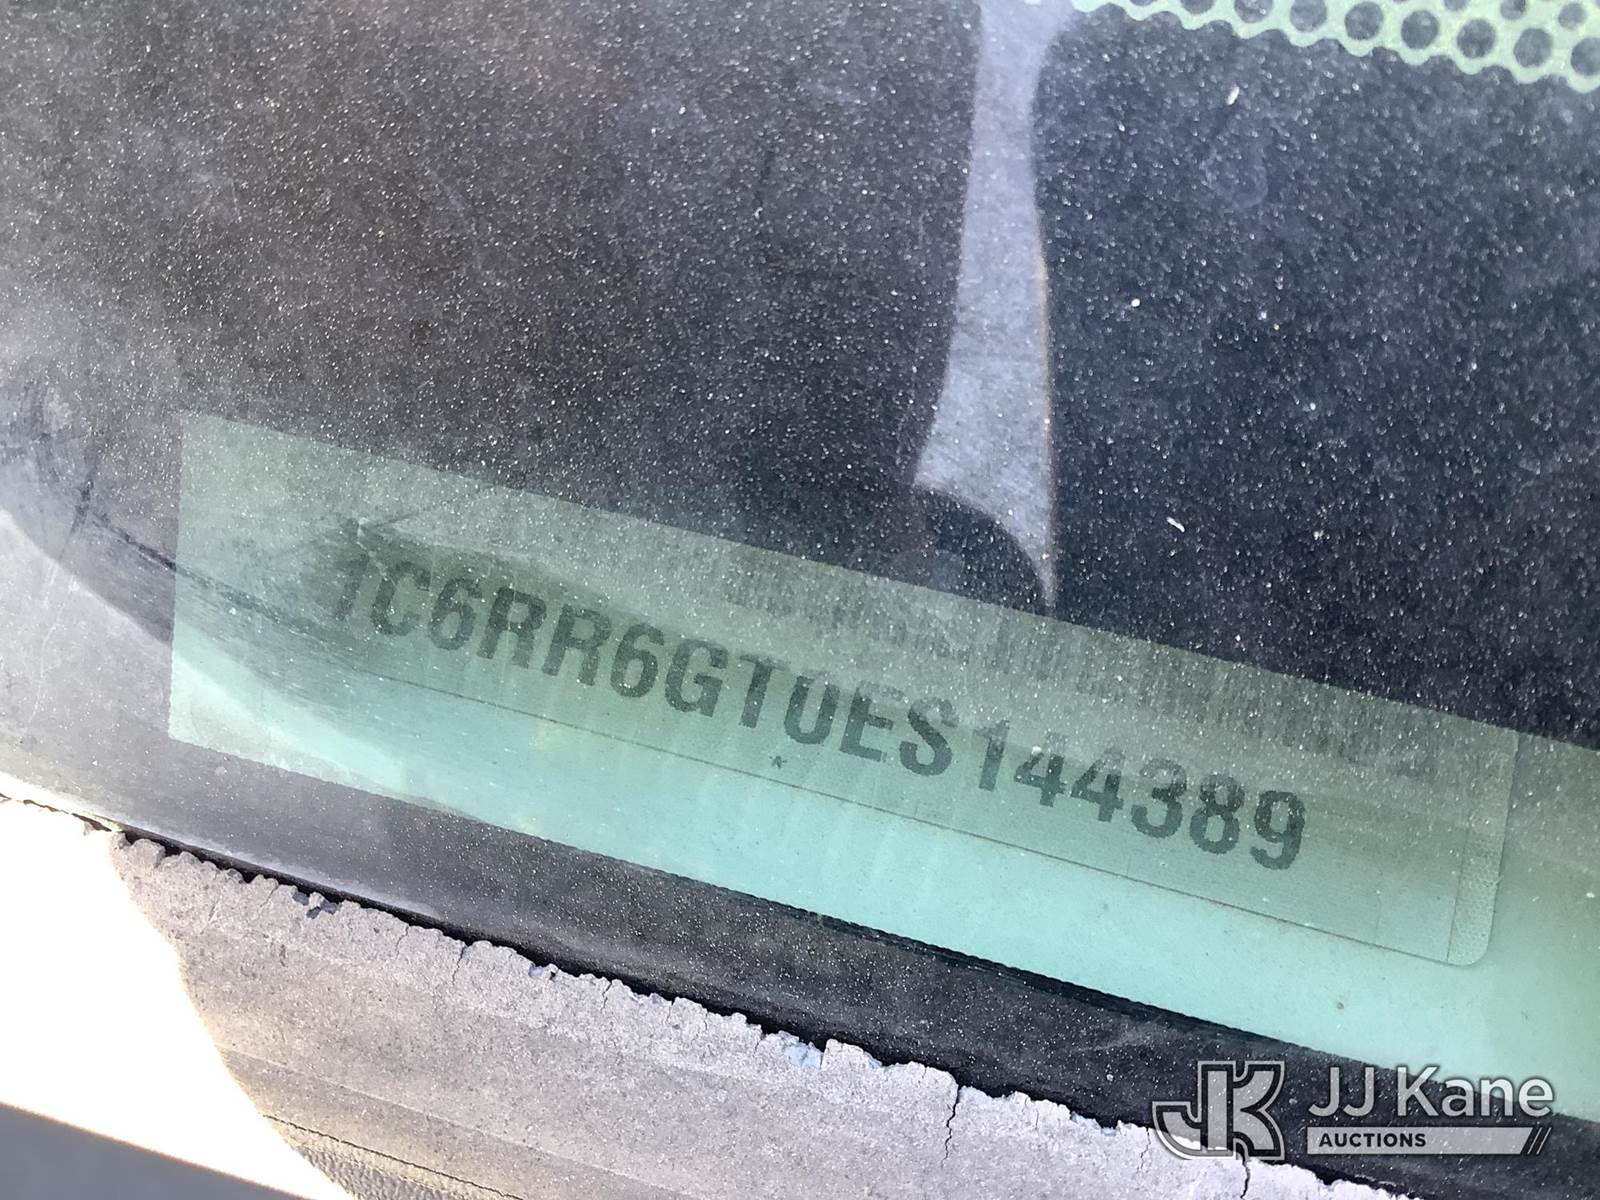 1C6RR6GT0ES144389
*
JJ Kane
AUCTIONS